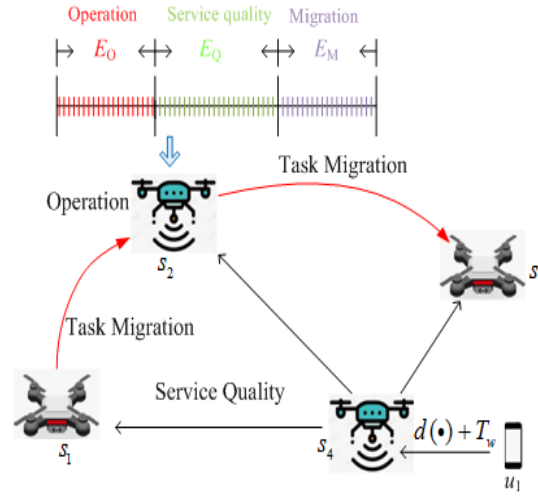 Operation Service quality Migration
E_O E_Q E_M
Task Migration
Operation
s_2
s
Task Migration
Service Quality
d(•)+T_w
s_1
s_4
u_1